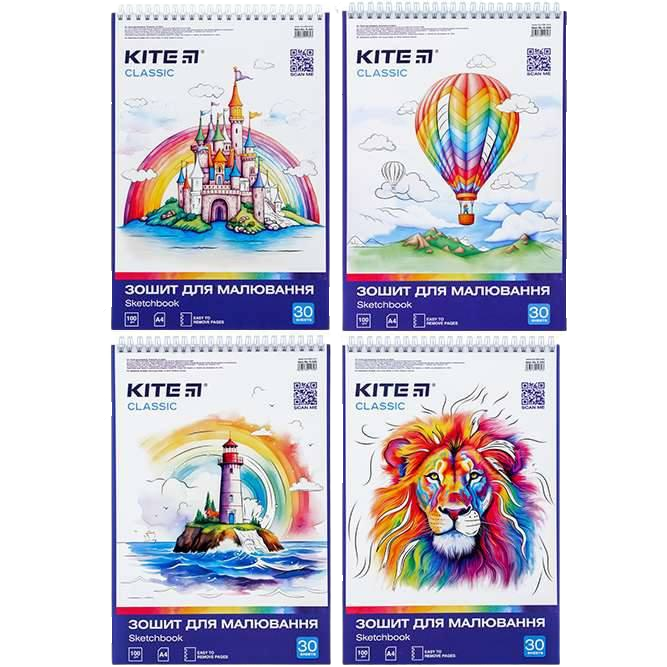 KITE
CLASSIC
SCAN ME
ЗОШИТ ДЛЯ МАЛЮВАННЯ
Sketchbook
100
A4
EASY TO
REMOVE PAGES
30
SHEETS
KITE
CLASSIC
SCAN ME
ЗОШИТ ДЛЯ МАЛЮВАННЯ
Sketchbook
100
A4
EASY TO
REMOVE PAGES
30
SHEETS
KITE
CLASSIC
SCAN ME
ЗОШИТ ДЛЯ МАЛЮВАННЯ
Sketchbook
100
A4
EASY TO
REMOVE PAGES
30
SHEETS
KITE
CLASSIC
SCAN ME
ЗОШИТ ДЛЯ МАЛЮВАННЯ
Sketchbook
100
A4
EASY TO
REMOVE PAGES
30
SHEETS